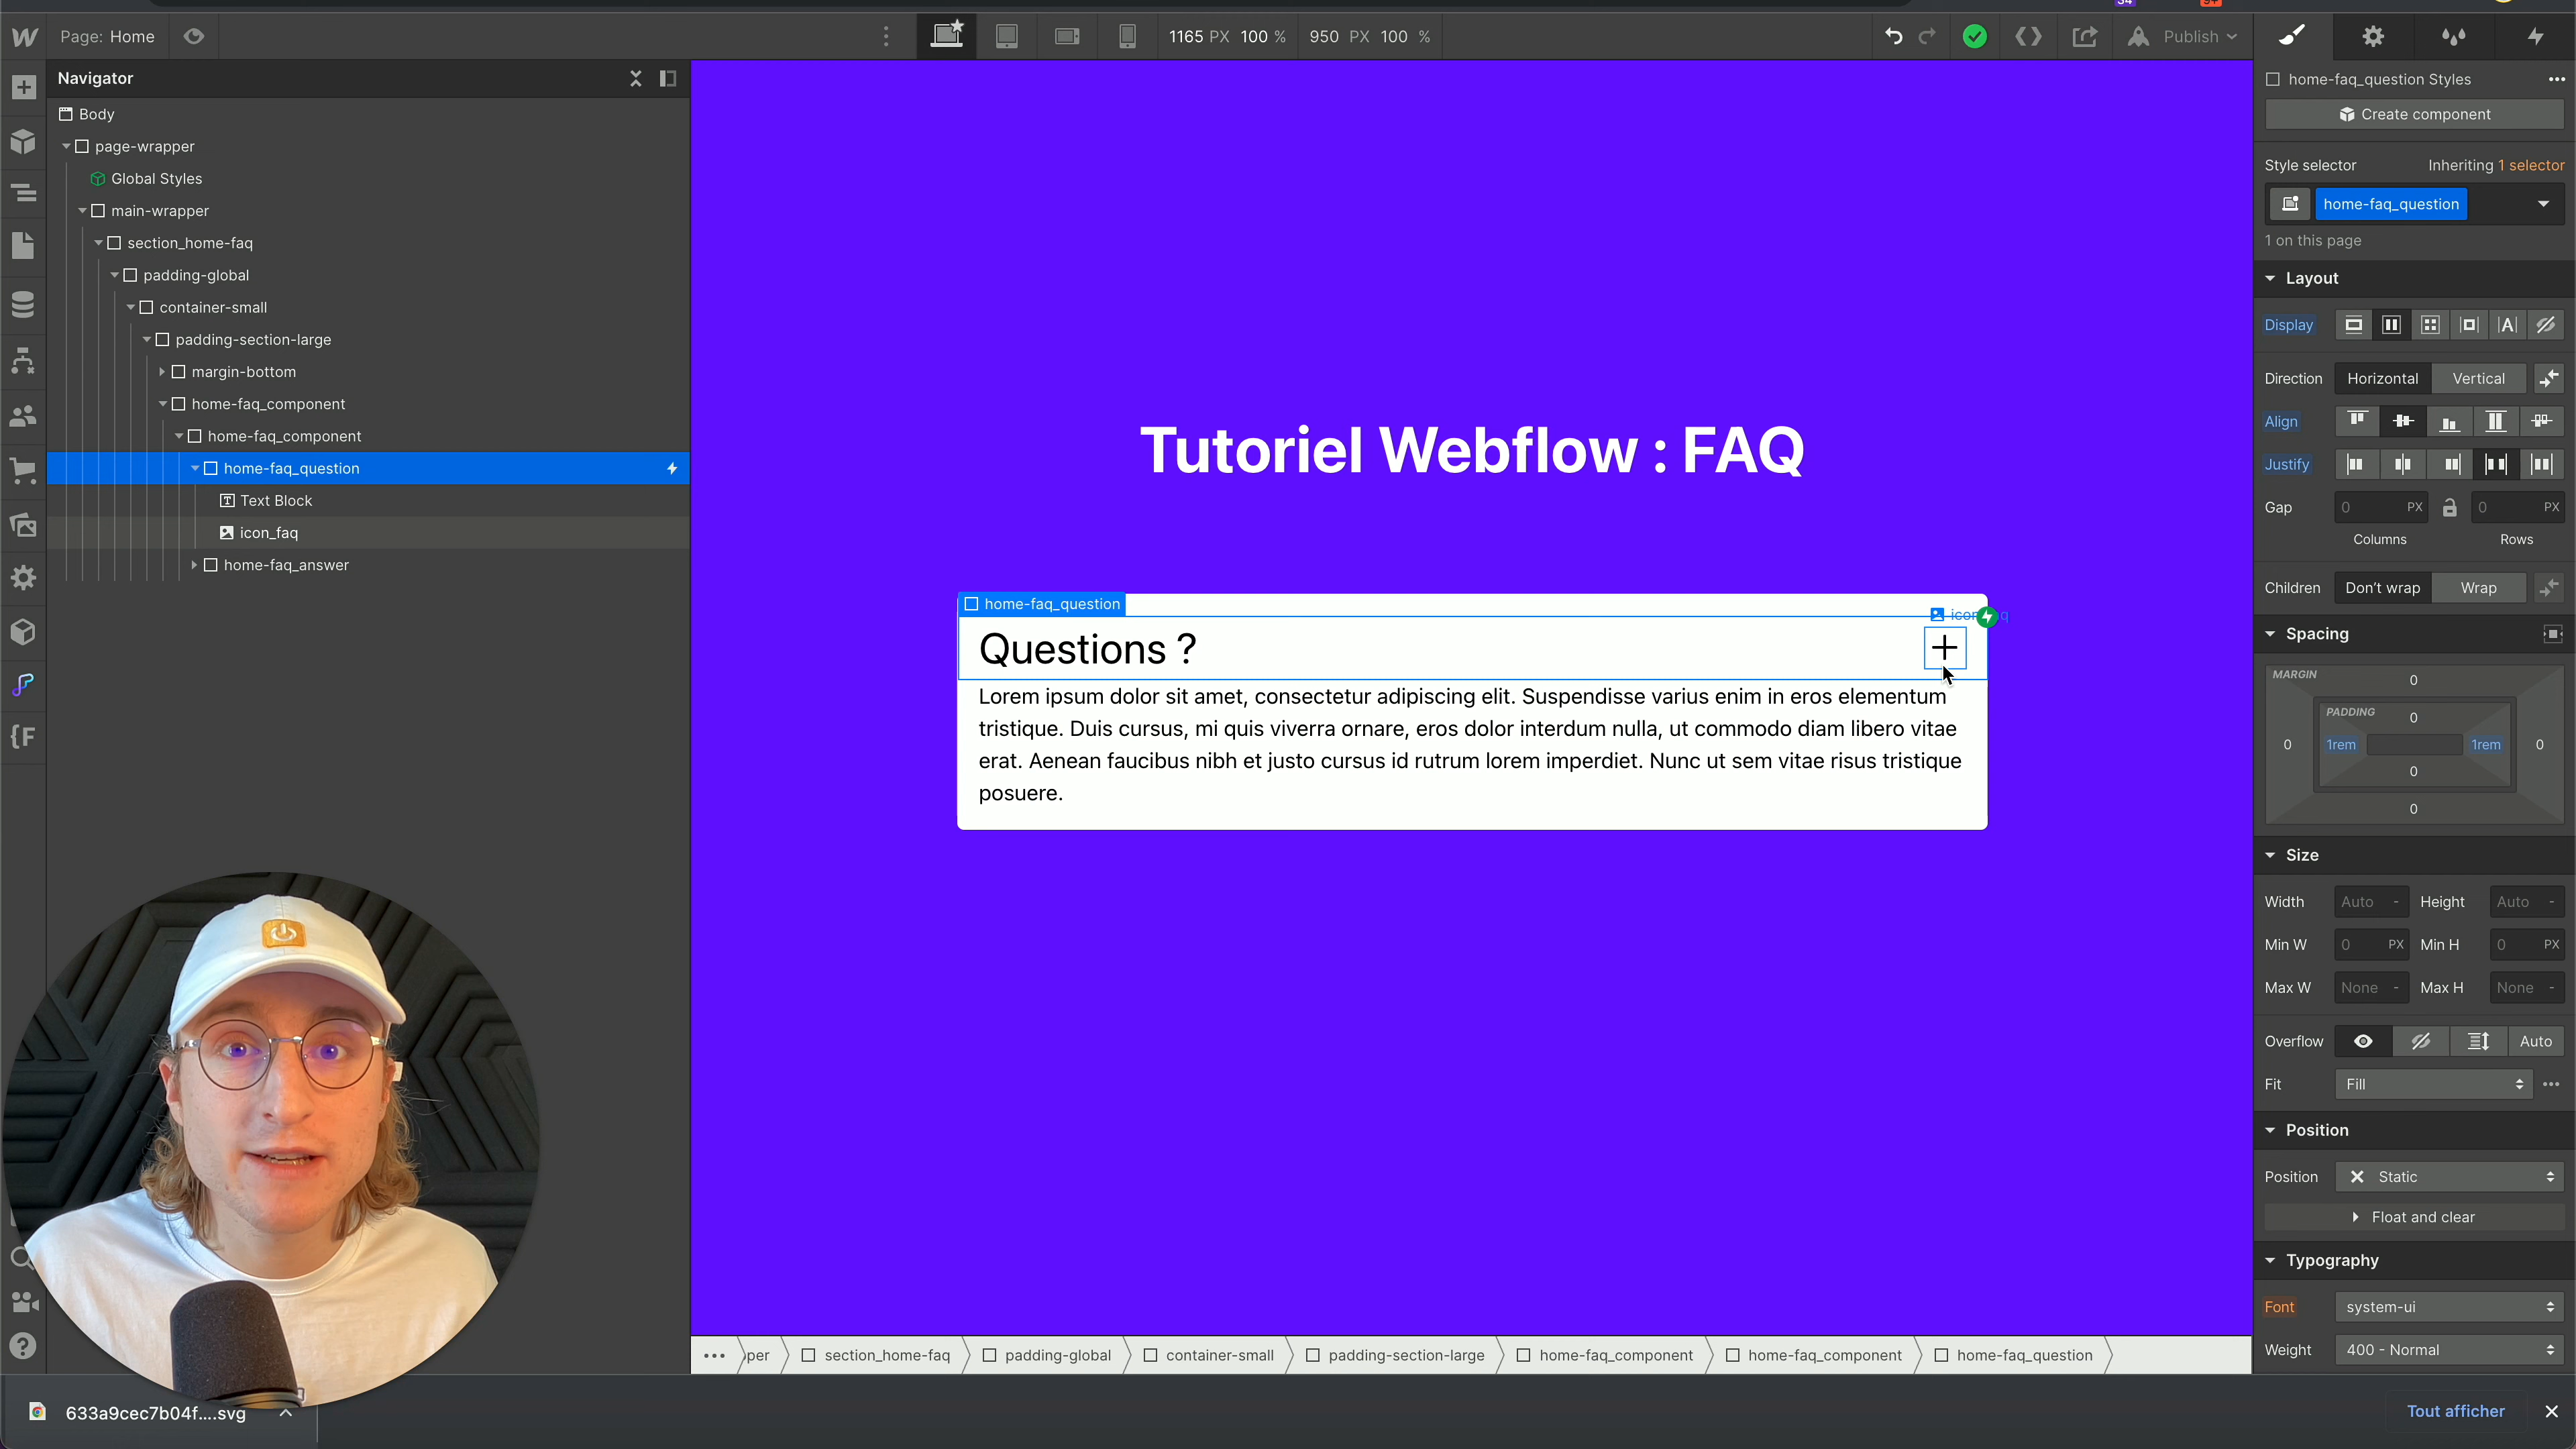 34
9+
Page: Home
1165 PX 100 %
950 PX 100 %
Publish
Navigator
Body
page-wrapper
Global Styles
main-wrapper
section_home-faq
padding-global
container-small
padding-section-large
margin-bottom
home-faq_component
home-faq_component
home-faq_question
Text Block
icon_faq
home-faq_answer
Tutoriel Webflow : FAQ
home-faq_question
Questions ?
Lorem ipsum dolor sit amet, consectetur adipiscing elit. Suspendisse varius enim in eros elementum
tristique. Duis cursus, mi quis viverra ornare, eros dolor interdum nulla, ut commodo diam libero vitae
erat. Aenean faucibus nibh et justo cursus id rutrum lorem imperdiet. Nunc ut sem vitae risus tristique
posuere.
home-faq_question Styles
Create component
Style selector
Inheriting 1 selector
home-faq_question
1 on this page
Layout
Display
Direction Horizontal Vertical
Align
Justify
Gap 0 PX 0 PX
Columns Rows
Children Don't wrap Wrap
Spacing
MARGIN
0
PADDING
0
0 1rem 1rem 0
0
0
Size
Width Auto - Height Auto -
Min W 0 PX Min H 0 PX
Max W None - Max H None -
Overflow Auto
Fit Fill
Position
Position Static
Float and clear
Typography
Font system-ui
Weight 400 - Normal
per section_home-faq padding-global container-small padding-section-large home-faq_component home-faq_component home-faq_question
633a9cec7b04f....svg
Tout afficher